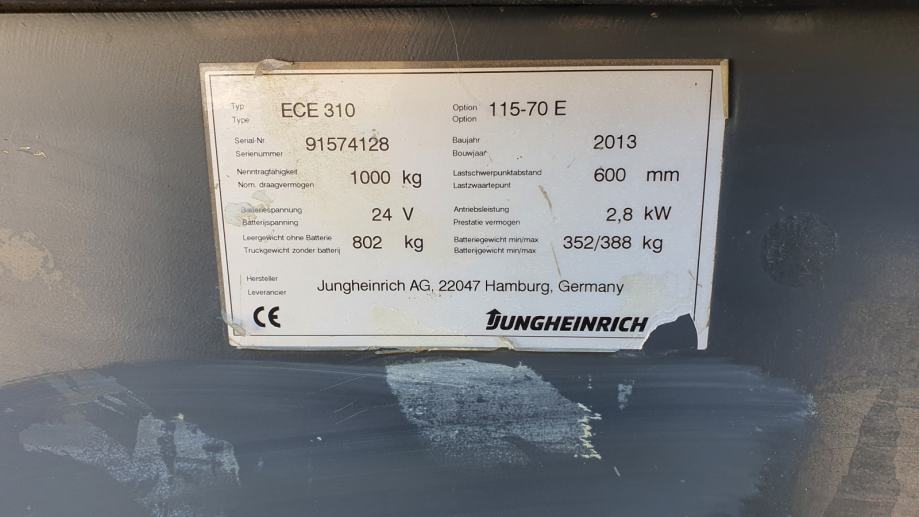 Typ ECE 310 Option 115-70 E
Type Option
Serial-Nr 91574128 Baujahr 2013
Serienummer Bouwjaar
Nenntragfahigkeit 1000 kg Lastschwerpunktabstand 600 mm
Nom. draagvermogen Lastzwaartepunt
Batteriespannung 24 V Antriebsleistung 2,8 kW
Batterijspanning Prestatie vermogen
Leergewicht ohne Batterie 802 kg Batteriegewicht min/max 352/388 kg
Truckgewicht zonder batterij Batterijgewicht min/max
Hersteller Jungheinrich AG, 22047 Hamburg, Germany
Leverancier
CE JUNGHEINRICH